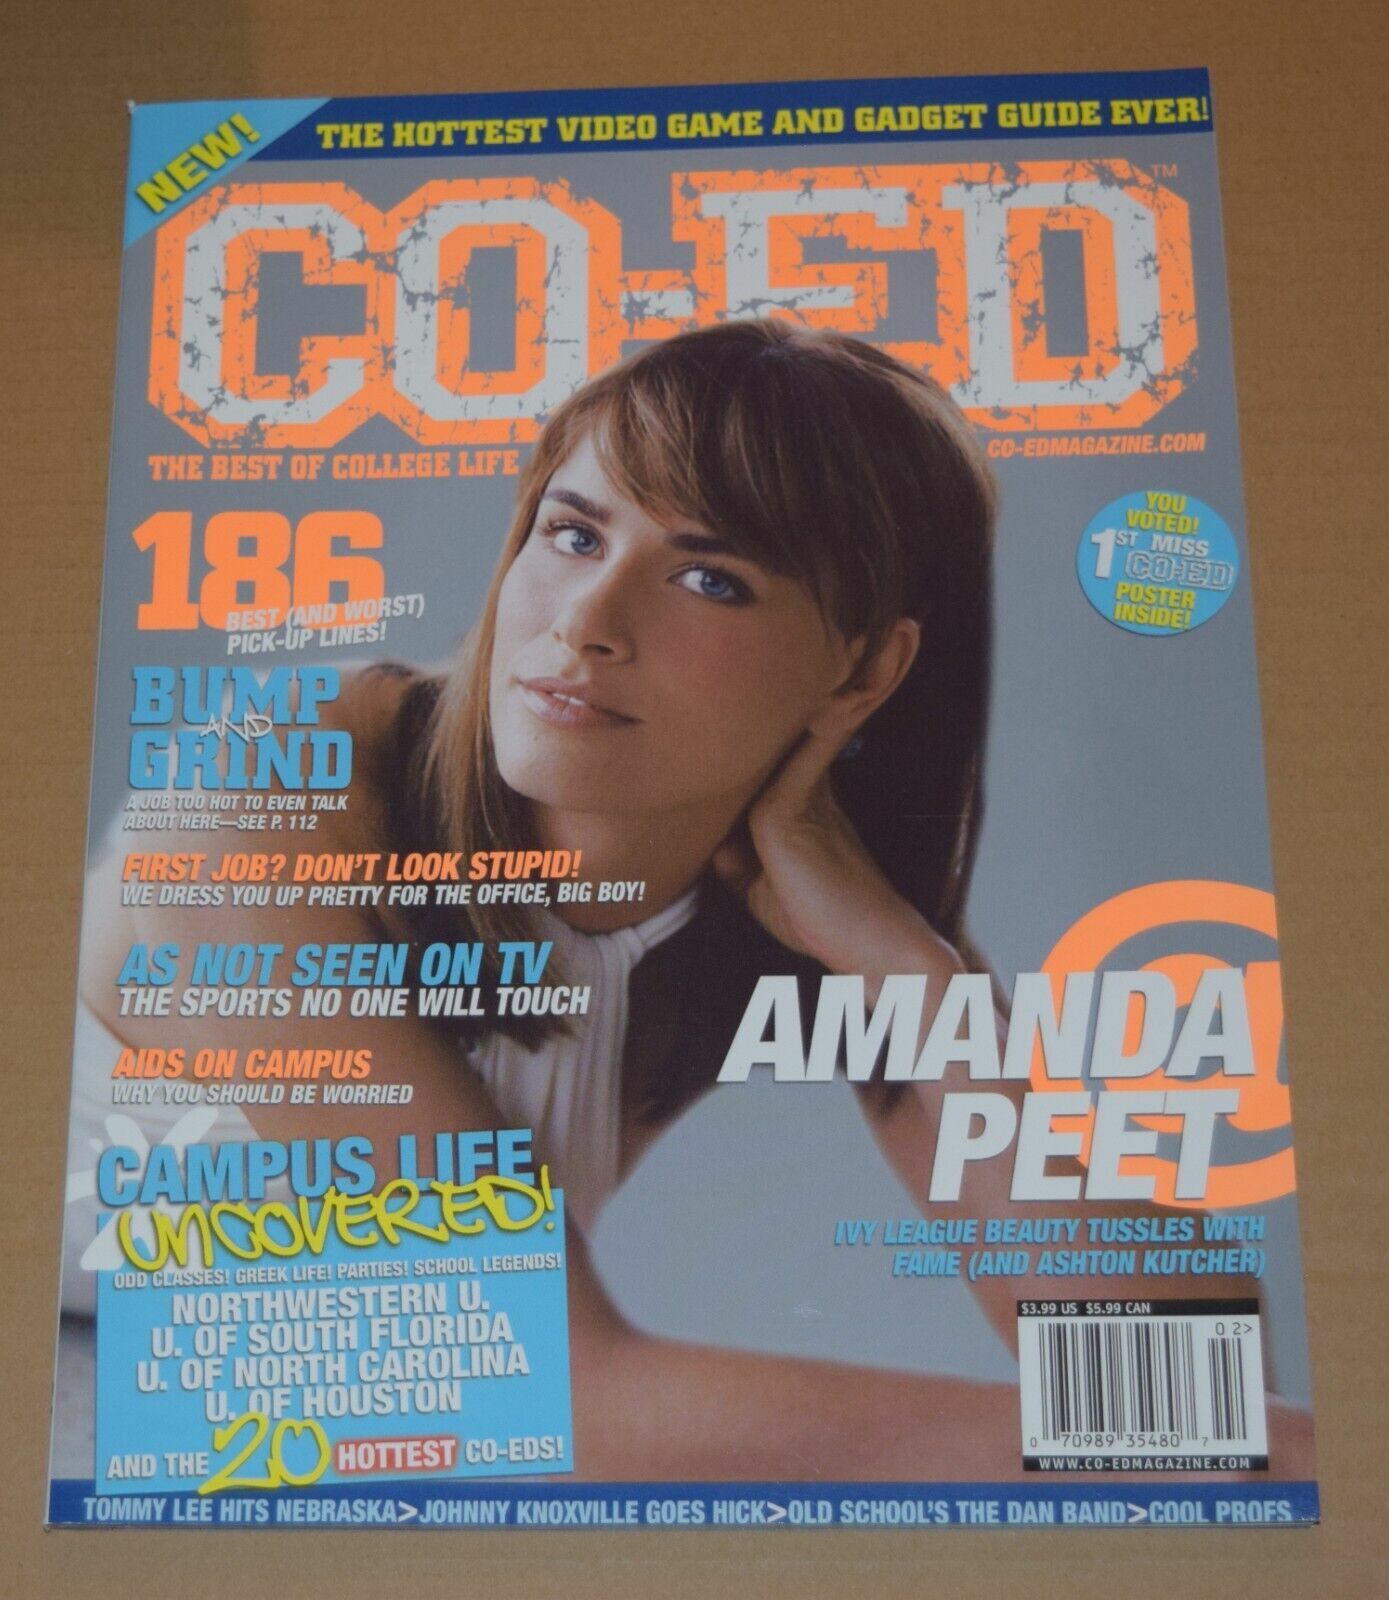 NEW!
THE HOTTEST VIDEO GAME AND GADGET GUIDE EVER!
CO-ED™
THE BEST OF COLLEGE LIFE
CO-EDMAGAZINE.COM
186
BEST (AND WORST)
PICK-UP LINES!
YOU
VOTED!
1ST MISS
CO-ED
POSTER
INSIDE!
BUMP
AND
GRIND
A JOB TOO HOT TO EVEN TALK
ABOUT HERE—SEE P. 112
FIRST JOB? DON'T LOOK STUPID!
WE DRESS YOU UP PRETTY FOR THE OFFICE, BIG BOY!
AS NOT SEEN ON TV
THE SPORTS NO ONE WILL TOUCH
AIDS ON CAMPUS
WHY YOU SHOULD BE WORRIED
@
AMANDA
PEET
IVY LEAGUE BEAUTY TUSSLES WITH
FAME (AND ASHTON KUTCHER)
CAMPUS LIFE
UNCOVERED!
ODD CLASSES! GREEK LIFE! PARTIES! SCHOOL LEGENDS!
NORTHWESTERN U.
U. OF SOUTH FLORIDA
U. OF NORTH CAROLINA
U. OF HOUSTON
AND THE 20 HOTTEST CO-EDS!
$3.99 US $5.99 CAN
02>
0 70989 35480 7
WWW.CO-EDMAGAZINE.COM
TOMMY LEE HITS NEBRASKA>JOHNNY KNOXVILLE GOES HICK>OLD SCHOOL'S THE DAN BAND>COOL PROFS